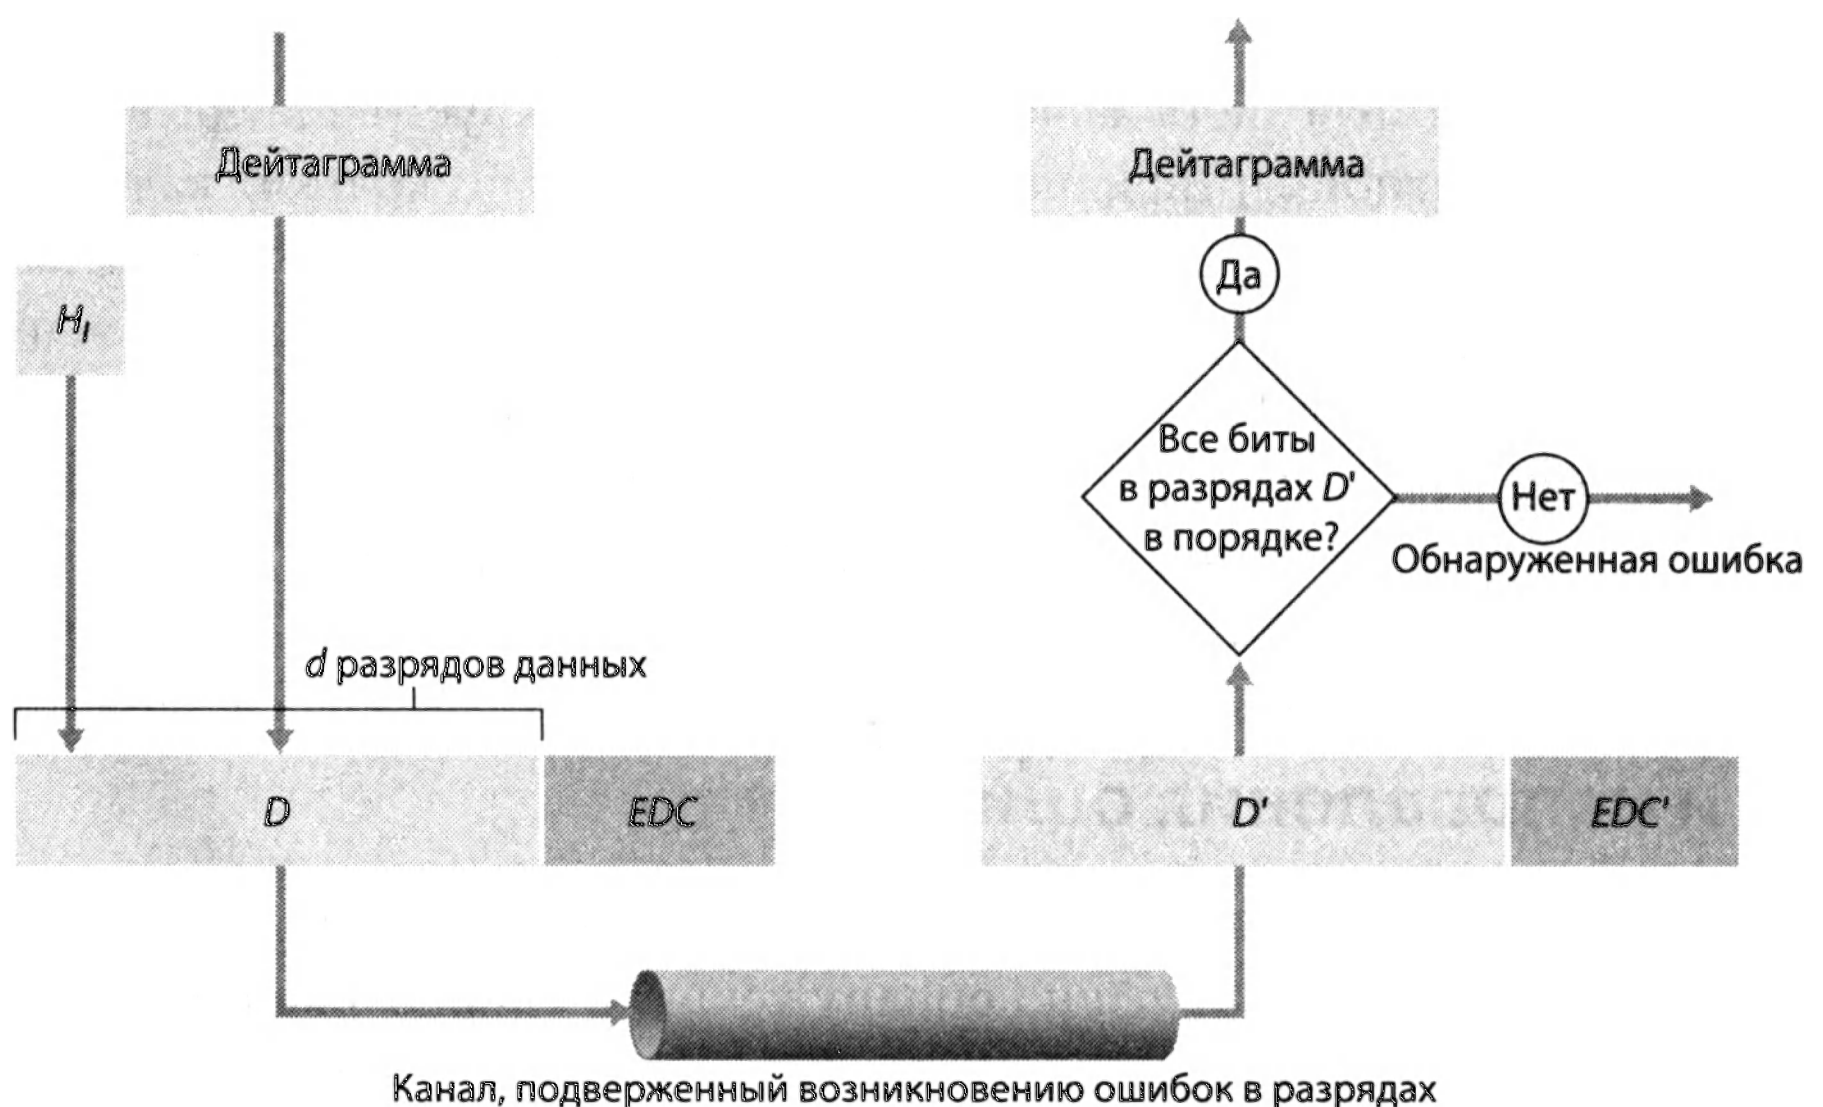 Дейтаграмма
H_I
d разрядов данных
D
EDC
Канал, подверженный возникновению ошибок в разрядах
Дейтаграмма
Да
Все биты
в разрядах D'
в порядке?
Нет
Обнаруженная ошибка
D'
EDC'